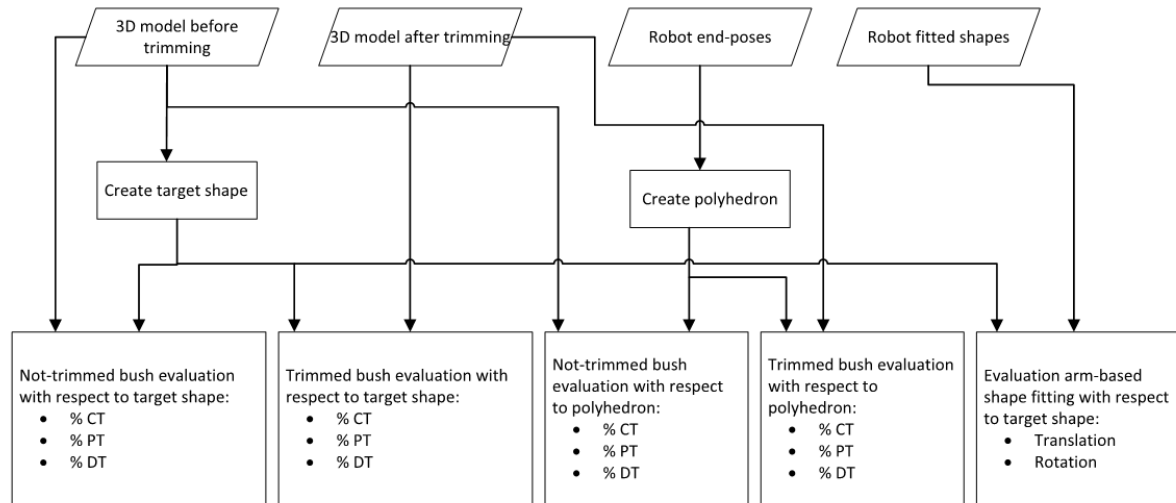 3D model before
trimming
3D model after trimming
Robot end-poses
Robot fitted shapes
Create target shape
Create polyhedron
Not-trimmed bush evaluation
with respect to target shape:
• % CT
• % PT
• % DT
Trimmed bush evaluation with
respect to target shape:
• % CT
• % PT
• % DT
Not-trimmed bush
evaluation with respect
to polyhedron:
• % CT
• % PT
• % DT
Trimmed bush evaluation
with respect to
polyhedron:
• % CT
• % PT
• % DT
Evaluation arm-based
shape fitting with respect
to target shape:
• Translation
• Rotation